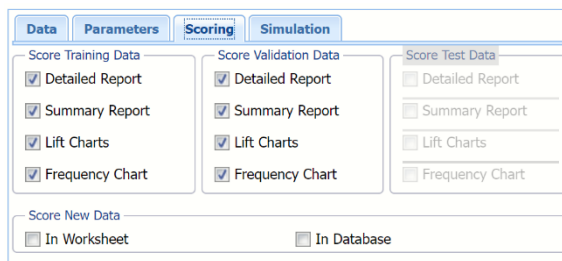 Data Parameters Scoring Simulation
Score Training Data Score Validation Data Score Test Data
Detailed Report Detailed Report Detailed Report
Summary Report Summary Report Summary Report
Lift Charts Lift Charts Lift Charts
Frequency Chart Frequency Chart Frequency Chart
Score New Data
In Worksheet In Database